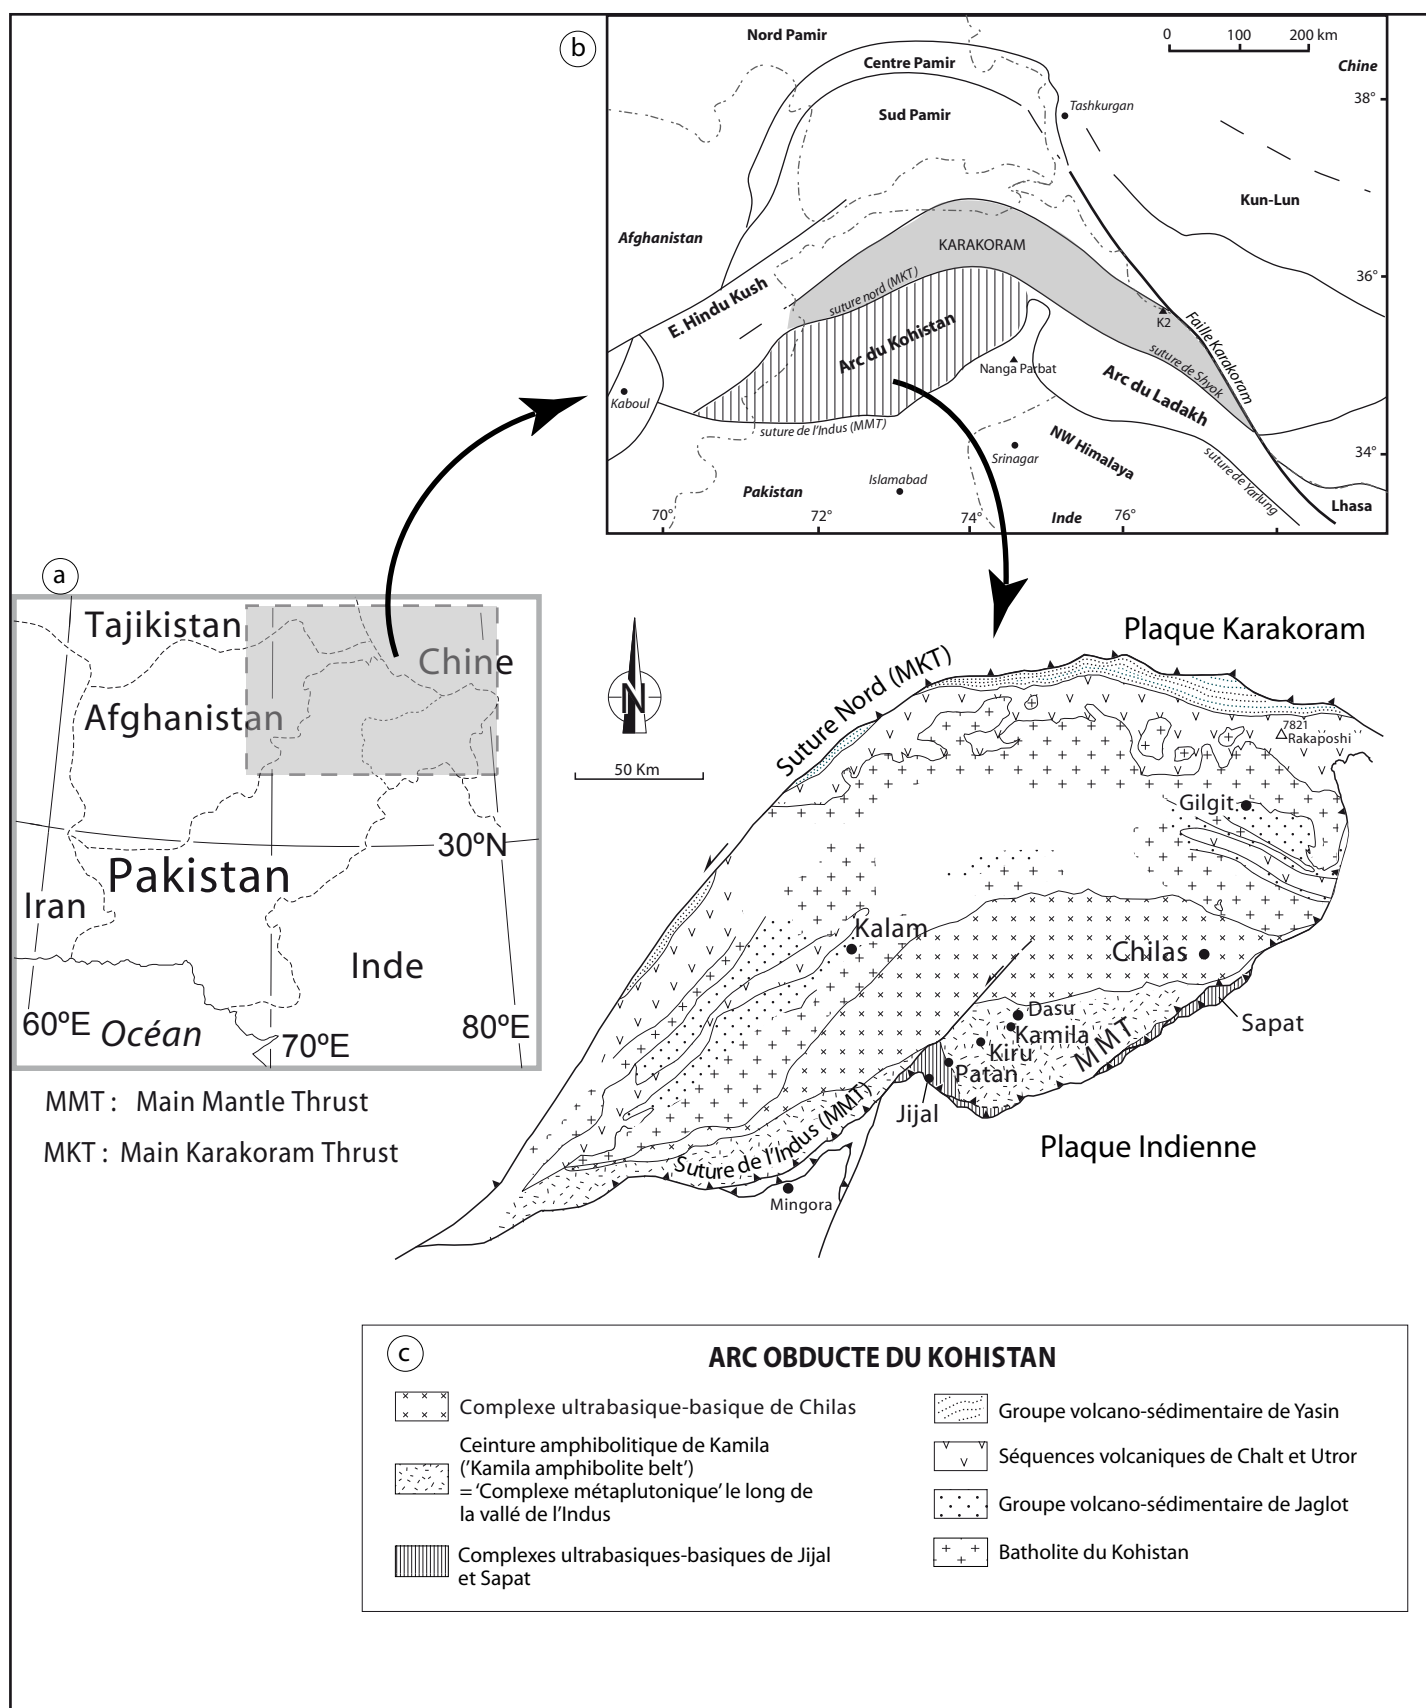 b
Nord Pamir
0 100 200 km
Centre Pamir
Chine
38°
Tashkurgan
Sud Pamir
Kun-Lun
Afghanistan
KARAKORAM
36°
suture nord (MKT)
E. Hindu Kush
Arc du Kohistan
K2
Faille Karakoram
suture de Shyok
Nanga Parbat
Arc du Ladakh
Kaboul
suture de l'Indus (MMT)
NW Himalaya
Srinagar
34°
suture de Yarlung
Islamabad
Pakistan
Lhasa
70° 72° 74° Inde 76°
a
Tajikistan
Chine
Afghanistan
30°N
Pakistan
Iran
Inde
60°E Océan 70°E 80°E
MMT : Main Mantle Thrust
MKT : Main Karakoram Thrust
N
50 Km
Plaque Karakoram
Suture Nord (MKT)
7821
Rakaposhi
Gilgit
Kalam
Chilas
Dasu
Sapat
Kamila
Kiru
MMT
Patan
Jijal
Suture de l'Indus (MMT)
Plaque Indienne
Mingora
c
ARC OBDUCTE DU KOHISTAN
Complexe ultrabasique-basique de Chilas
Ceinture amphibolitique de Kamila
('Kamila amphibolite belt')
= 'Complexe métaplutonique' le long de
la vallé de l'Indus
Complexes ultrabasiques-basiques de Jijal
et Sapat
Groupe volcano-sédimentaire de Yasin
Séquences volcaniques de Chalt et Utror
Groupe volcano-sédimentaire de Jaglot
Batholite du Kohistan